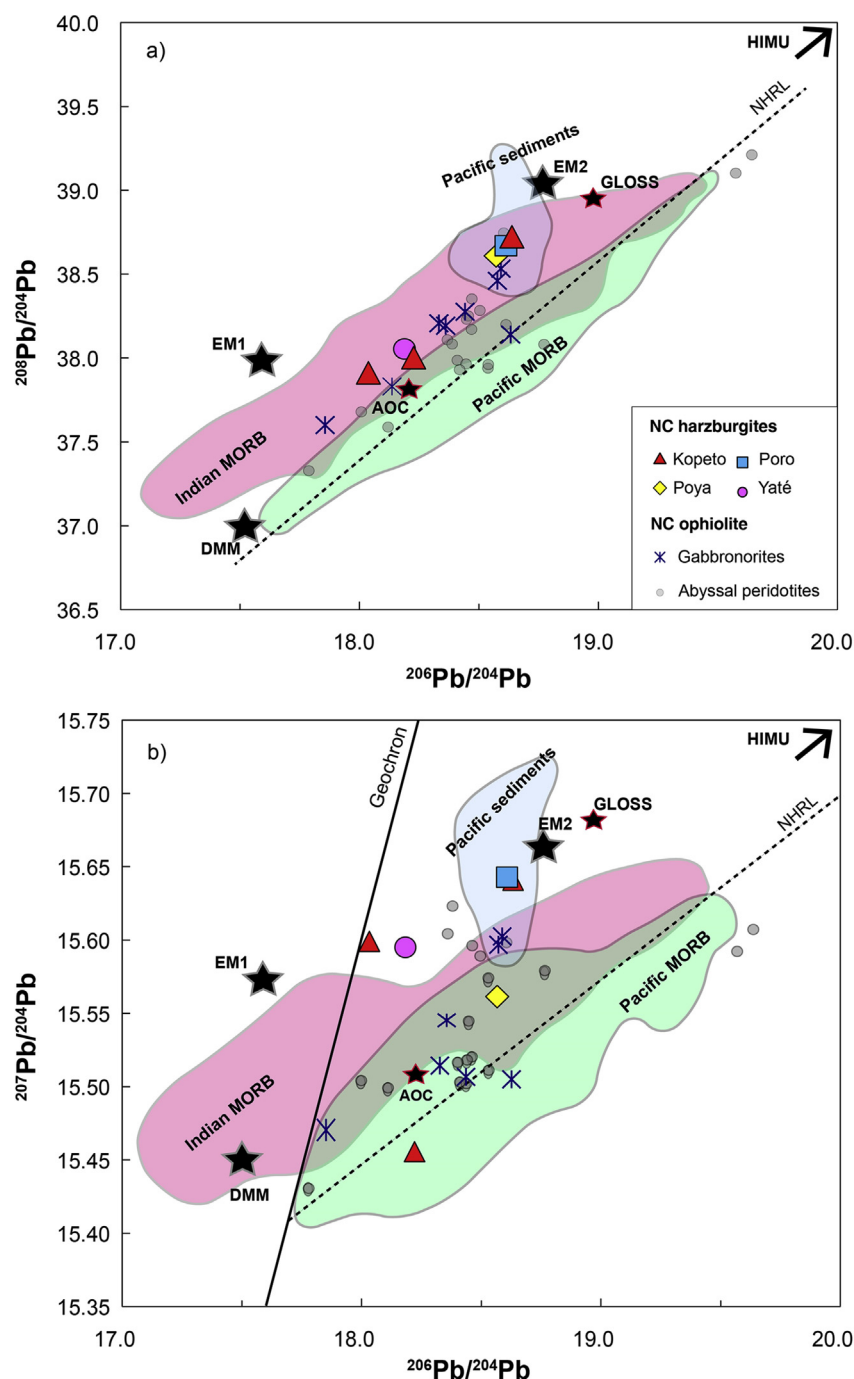 40.0
a)
HIMU
39.5
NHRL
Pacific sediments
EM2
39.0
GLOSS
38.5
²⁰⁸Pb/²⁰⁴Pb
EM1
38.0
AOC
Pacific MORB
37.5
Indian MORB
37.0
DMM
36.5
NC harzburgites
Kopeto
Poro
Poya
Yaté
NC ophiolite
Gabbronorites
Abyssal peridotites
17.0
18.0
19.0
20.0
²⁰⁶Pb/²⁰⁴Pb
15.75
b)
Geochron
HIMU
15.70
Pacific sediments
GLOSS
EM2
NHRL
15.65
15.60
EM1
Pacific MORB
15.55
²⁰⁷Pb/²⁰⁴Pb
15.50
AOC
Indian MORB
15.45
DMM
15.40
15.35
17.0
18.0
19.0
20.0
²⁰⁶Pb/²⁰⁴Pb